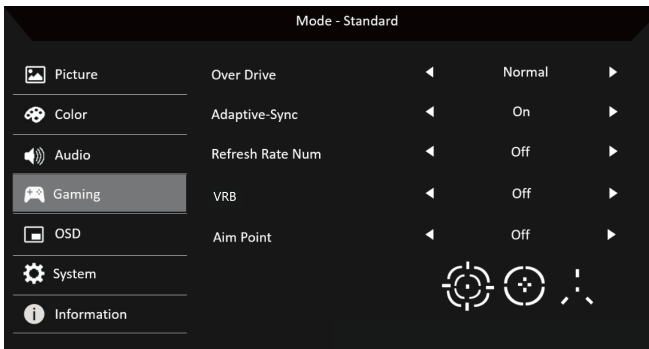 Mode - Standard
Picture
Over Drive Normal
Color
Adaptive-Sync On
Audio
Refresh Rate Num Off
Gaming
VRB Off
OSD
Aim Point Off
System
Information